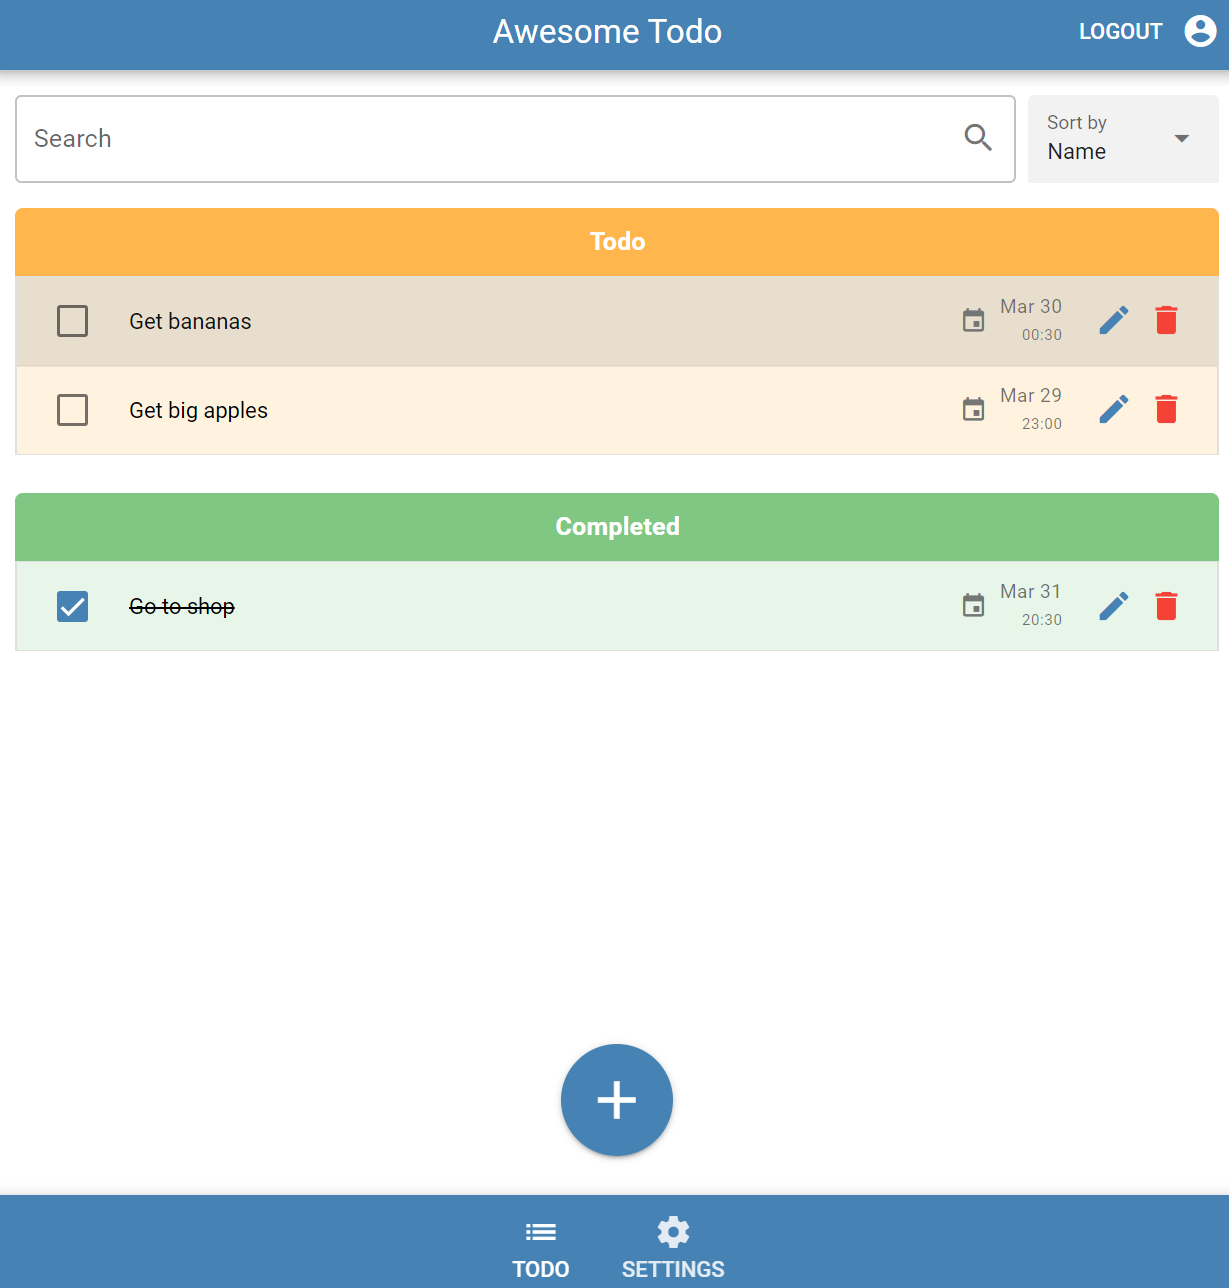 Awesome Todo
LOGOUT
Search
Sort by
Name
Todo
Get bananas
Mar 30
00:30
Get big apples
Mar 29
23:00
Completed
Go to shop
Mar 31
20:30
TODO
SETTINGS